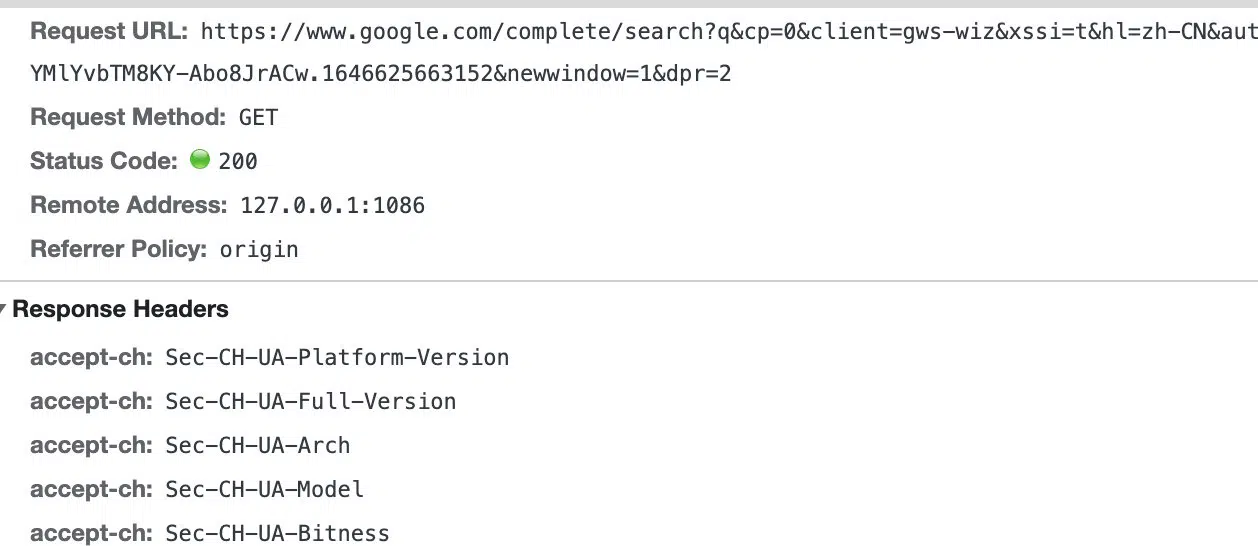 Request URL: https://www.google.com/complete/search?q&cp=0&client=gws-wiz&xssi=t&hl=zh-CN&aut
YMlYvbTM8KY-Abo8JrACw.1646625663152&newwindow=1&dpr=2
Request Method: GET
Status Code: 200
Remote Address: 127.0.0.1:1086
Referrer Policy: origin
Response Headers
accept-ch: Sec-CH-UA-Platform-Version
accept-ch: Sec-CH-UA-Full-Version
accept-ch: Sec-CH-UA-Arch
accept-ch: Sec-CH-UA-Model
accept-ch: Sec-CH-UA-Bitness